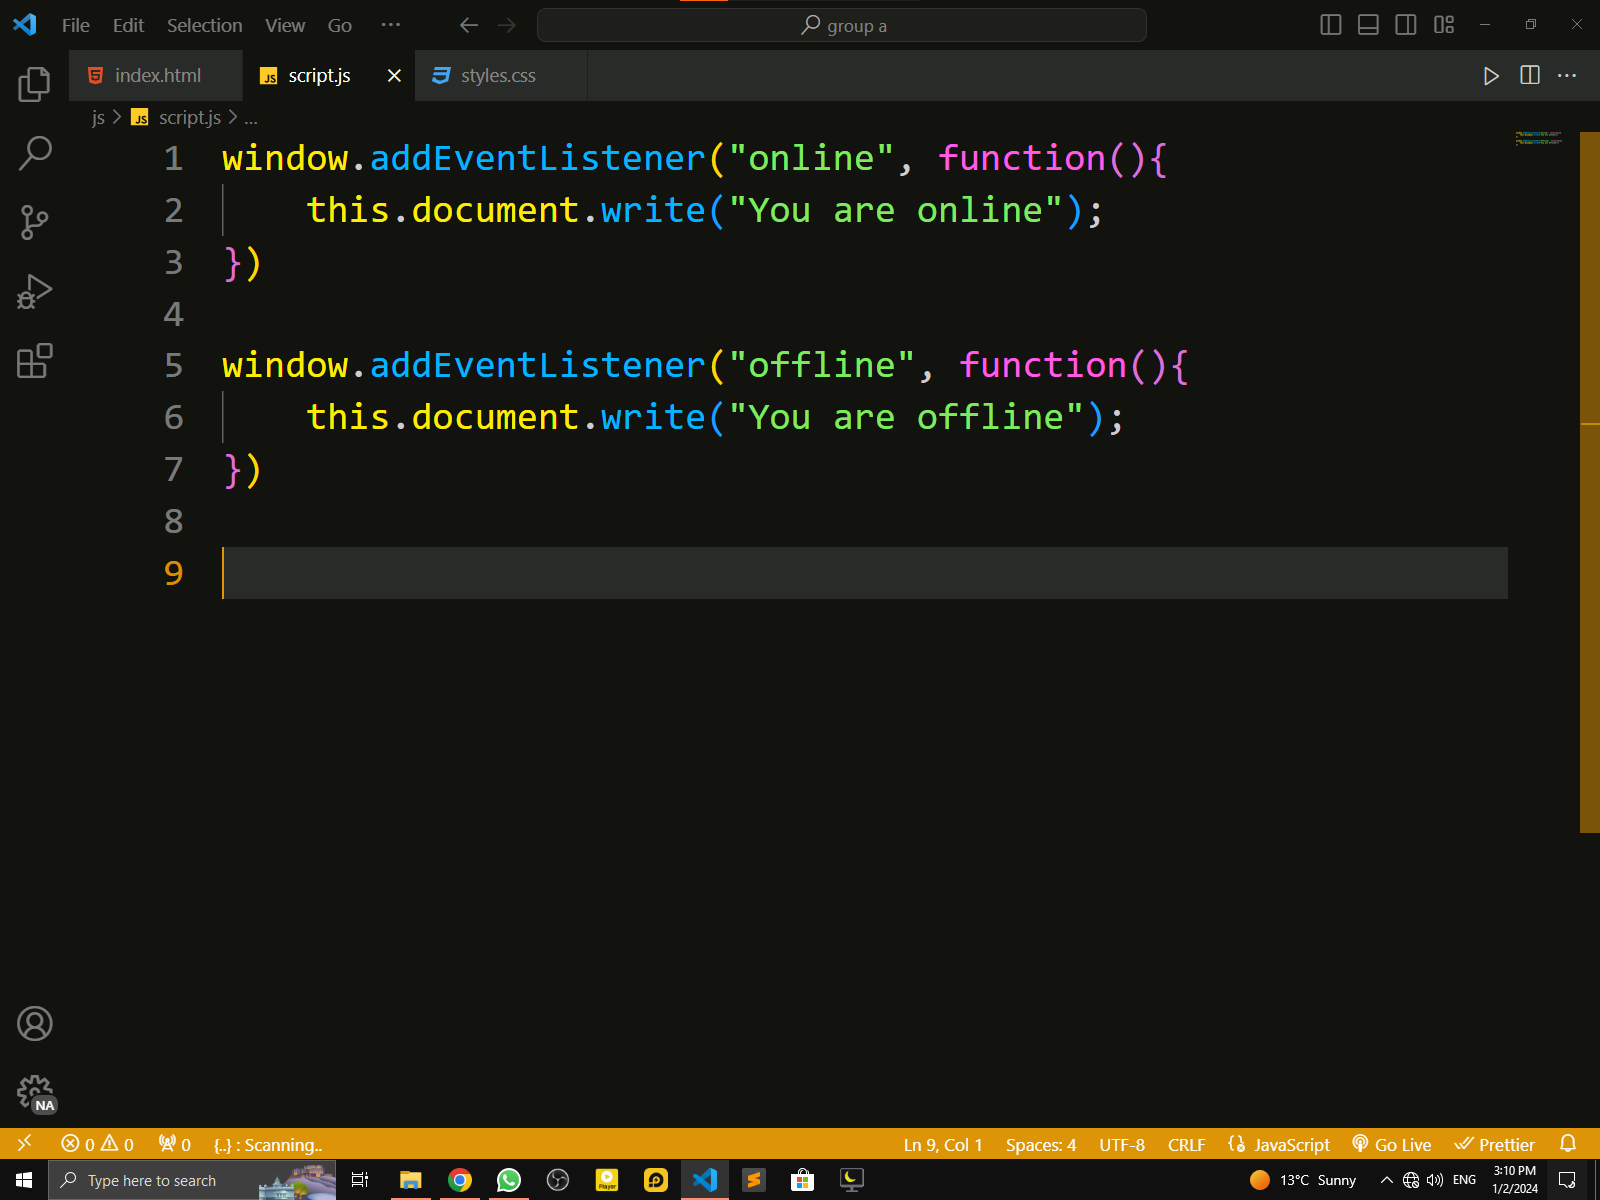 File Edit Selection View Go ··· group a
index.html script.js styles.css ···
js > JS script.js > ...
1 window.addEventListener("online", function(){
2     this.document.write("You are online");
3 })
4
5 window.addEventListener("offline", function(){
6     this.document.write("You are offline");
7 })
8
9
NA
0 0 0 {..} : Scanning.. Ln 9, Col 1 Spaces: 4 UTF-8 CRLF JavaScript Go Live Prettier
Type here to search 13°C Sunny ENG 3:10 PM
1/2/2024